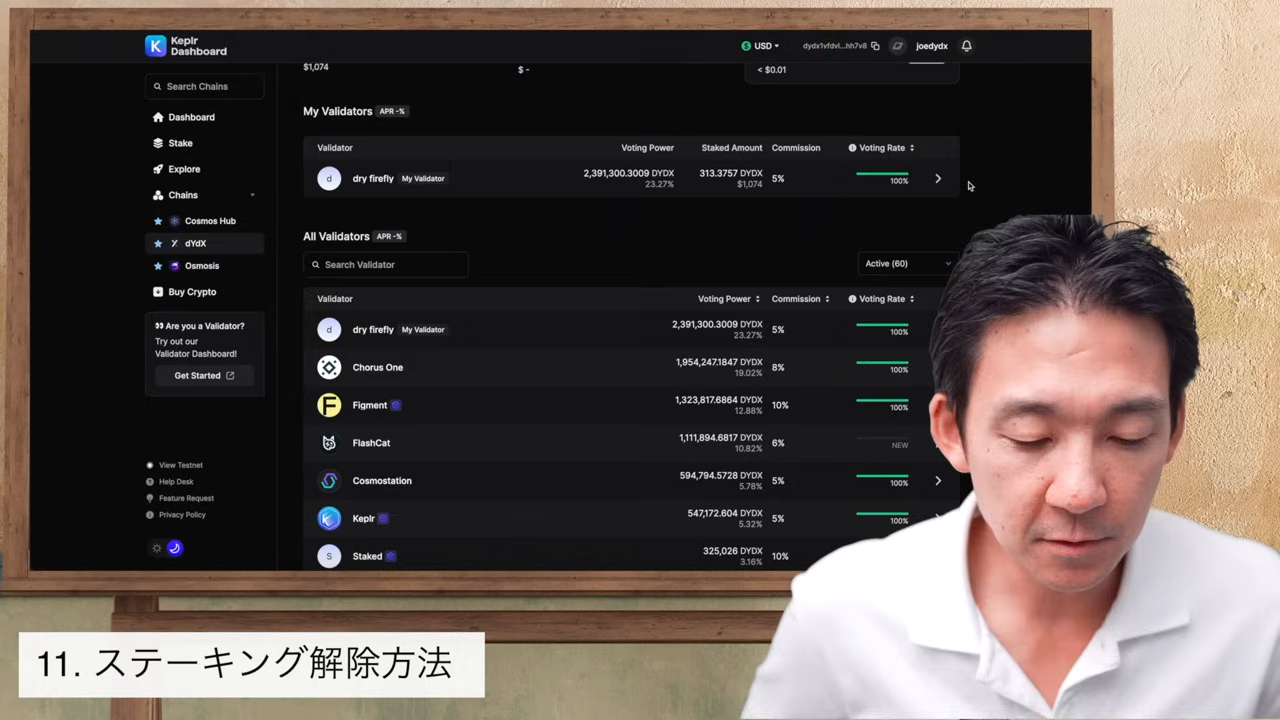 Keplr
Dashboard
USD
dydx1vfdvl...hh7v8
joedydx
Search Chains
Dashboard
Stake
Explore
Chains
Cosmos Hub
dYdX
Osmosis
Buy Crypto
Are you a Validator?
Try out our
Validator Dashboard!
Get Started
View Testnet
Help Desk
Feature Request
Privacy Policy
$1,074
$ -
< $0.01
My Validators APR -%
Validator Voting Power Staked Amount Commission Voting Rate
d dry firefly My Validator 2,391,300.3009 DYDX 313.3757 DYDX 5%
23.27% $1,074 100%
All Validators APR -%
Search Validator
Active (60)
Validator Voting Power Commission Voting Rate
d dry firefly My Validator 2,391,300.3009 DYDX 5%
23.27% 100%
Chorus One 1,954,247.1847 DYDX 8%
19.02% 100%
Figment 1,323,817.6864 DYDX 10%
12.88% 100%
FlashCat 1,111,894.6817 DYDX 6%
10.82% NEW
Cosmostation 594,794.5728 DYDX 5%
5.78% 100%
Keplr 547,172.604 DYDX 5%
5.32% 100%
S Staked 325,026 DYDX 10%
3.16%
11. ステーキング解除方法